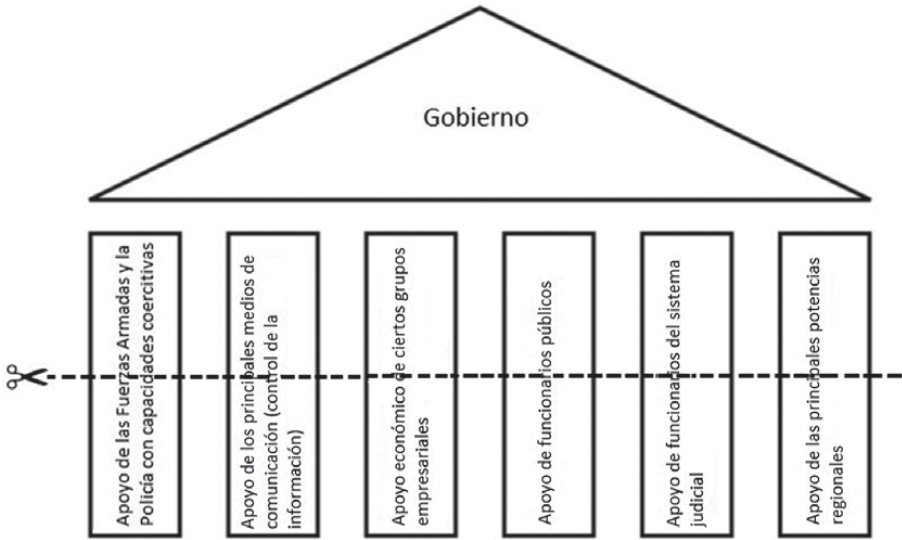 Gobierno
Apoyo de las Fuerzas Armadas y la
Policía con capacidades coercitivas
Apoyo de los principales medios de
comunicación (control de la
información)
Apoyo económico de ciertos grupos
empresariales
Apoyo de funcionarios públicos
Apoyo de funcionarios del sistema
judicial
Apoyo de las principales potencias
regionales